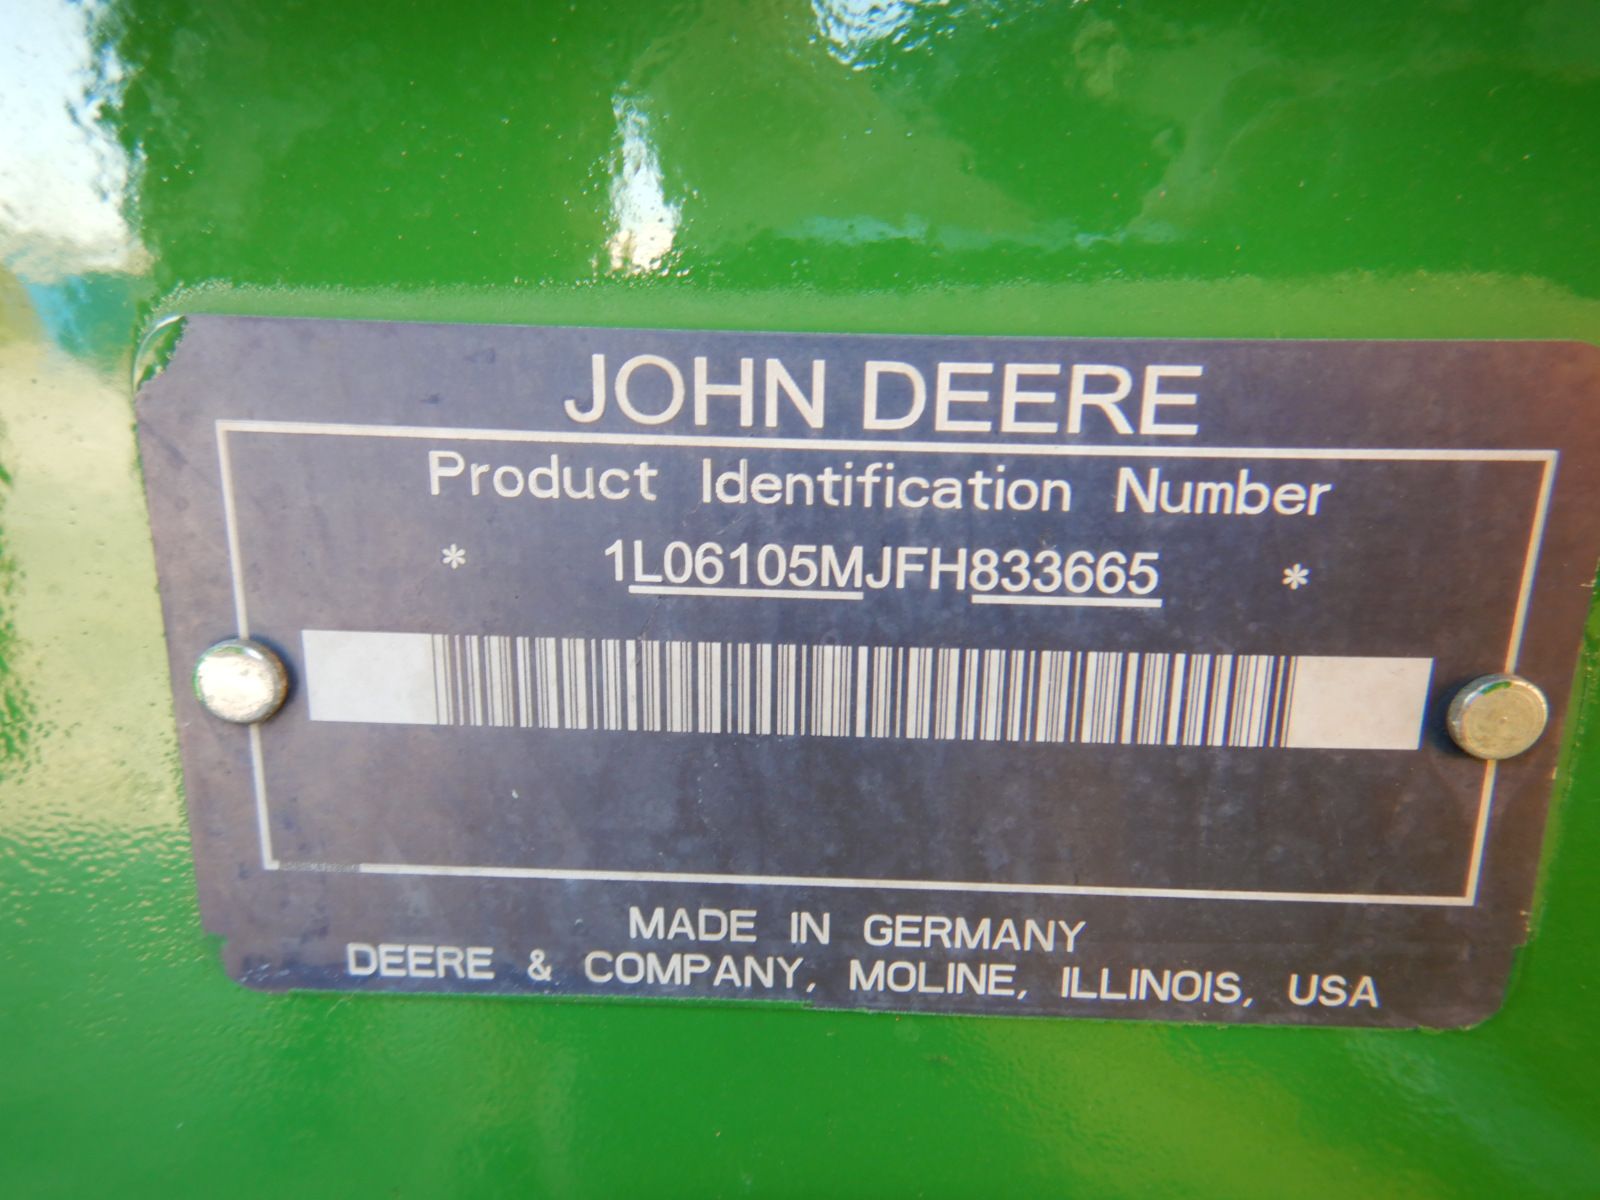 JOHN DEERE
Product Identification Number
* 1L06105MJFH833665 *
MADE IN GERMANY
DEERE & COMPANY, MOLINE, ILLINOIS, USA